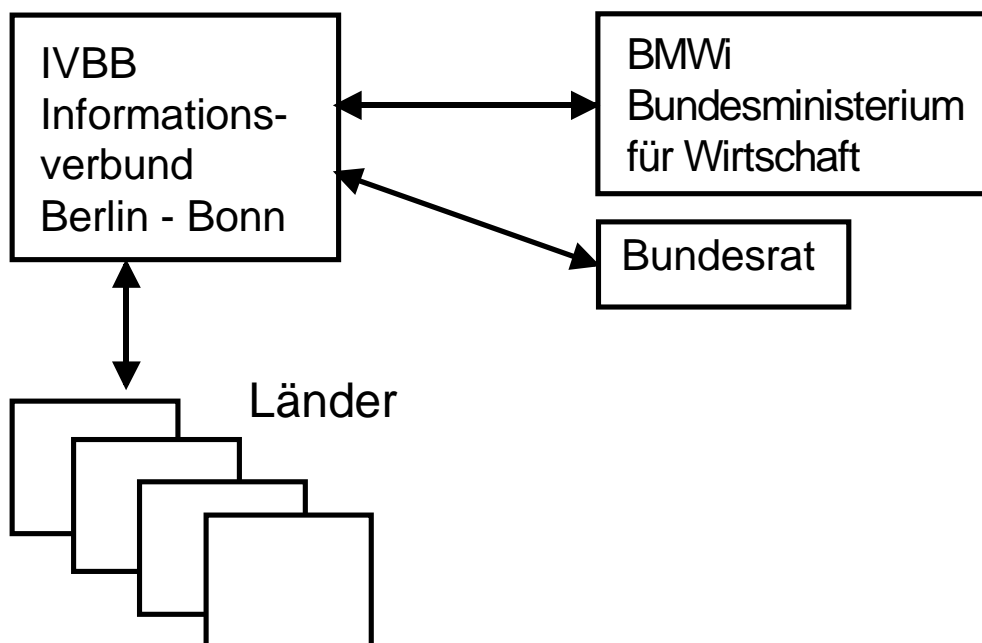 IVBB
Informations-
verbund
Berlin - Bonn
BMWi
Bundesministerium
für Wirtschaft
Bundesrat
Länder